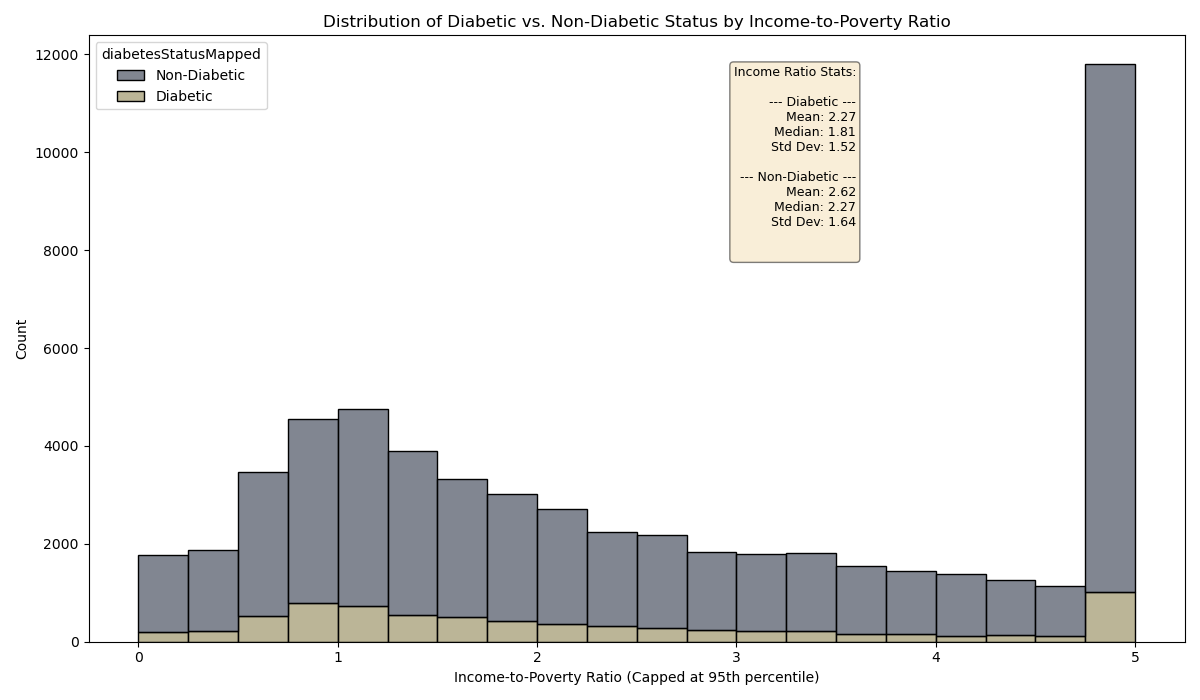 Distribution of Diabetic vs. Non-Diabetic Status by Income-to-Poverty Ratio
diabetesStatusMapped
Non-Diabetic
Diabetic
Income Ratio Stats:
--- Diabetic ---
Mean: 2.27
Median: 1.81
Std Dev: 1.52
--- Non-Diabetic ---
Mean: 2.62
Median: 2.27
Std Dev: 1.64
Count
12000
10000
8000
6000
4000
2000
0
0 1 2 3 4 5
Income-to-Poverty Ratio (Capped at 95th percentile)